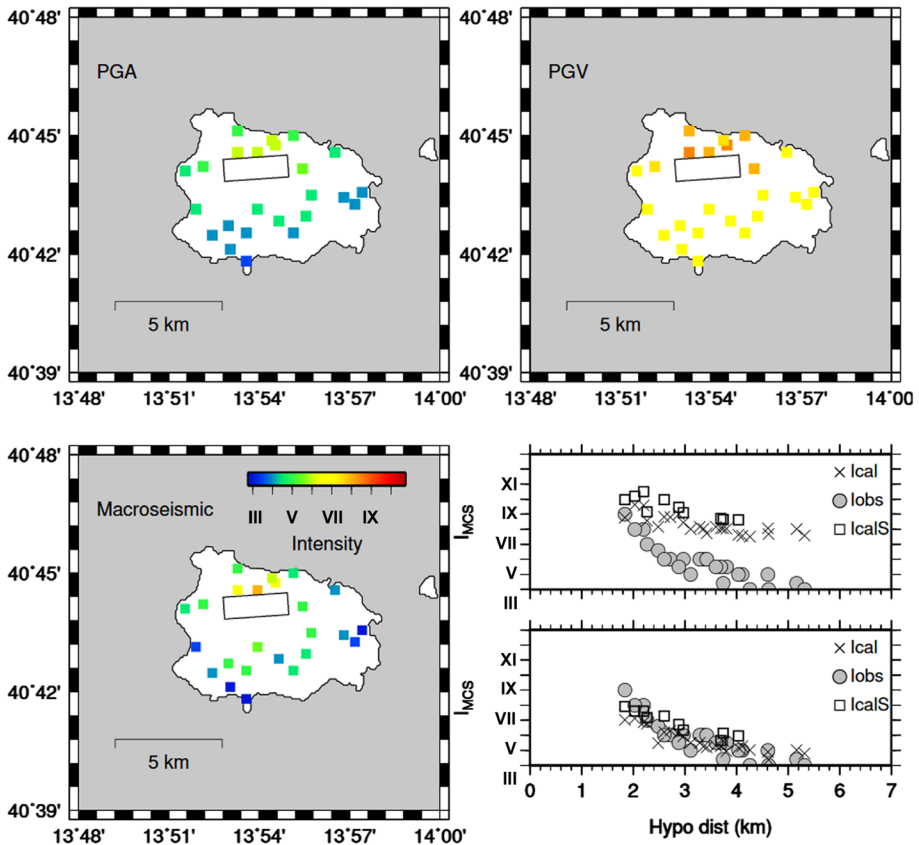 40˚48'
PGA
40˚45'
40˚42'
5 km
40˚39'
13˚48' 13˚51' 13˚54' 13˚57' 14˚00'
40˚48'
PGV
40˚45'
40˚42'
5 km
40˚39'
13˚48' 13˚51' 13˚54' 13˚57' 14˚00'
40˚48'
Macroseismic
III V VII IX
Intensity
40˚45'
40˚42'
5 km
40˚39'
13˚48' 13˚51' 13˚54' 13˚57' 14˚00'
I_MCS
XI
IX
VII
V
III
Ical
Iobs
IcalS
I_MCS
XI
IX
VII
V
III
Ical
Iobs
IcalS
0 1 2 3 4 5 6 7
Hypo dist (km)